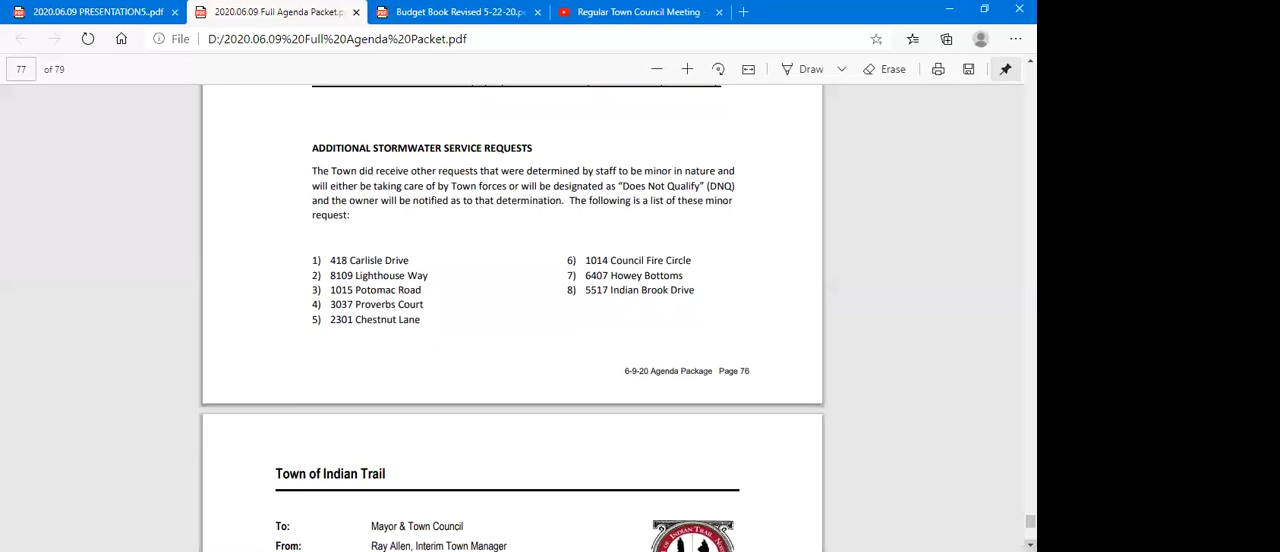 2020.06.09 PRESENTATION5..pdf
2020.06.09 Full Agenda Packet.p
Budget Book Revised 5-22-20.p
Regular Town Council Meeting -
File D:/2020.06.09%20Full%20Agenda%20Packet.pdf
77 of 79
Draw
Erase
ADDITIONAL STORMWATER SERVICE REQUESTS
The Town did receive other requests that were determined by staff to be minor in nature and
will either be taking care of by Town forces or will be designated as “Does Not Qualify” (DNQ)
and the owner will be notified as to that determination. The following is a list of these minor
request:
1) 418 Carlisle Drive
2) 8109 Lighthouse Way
3) 1015 Potomac Road
4) 3037 Proverbs Court
5) 2301 Chestnut Lane
6) 1014 Council Fire Circle
7) 6407 Howey Bottoms
8) 5517 Indian Brook Drive
6-9-20 Agenda Package Page 76
Town of Indian Trail
To: Mayor & Town Council
From: Ray Allen, Interim Town Manager
OF INDIAN TRAIL